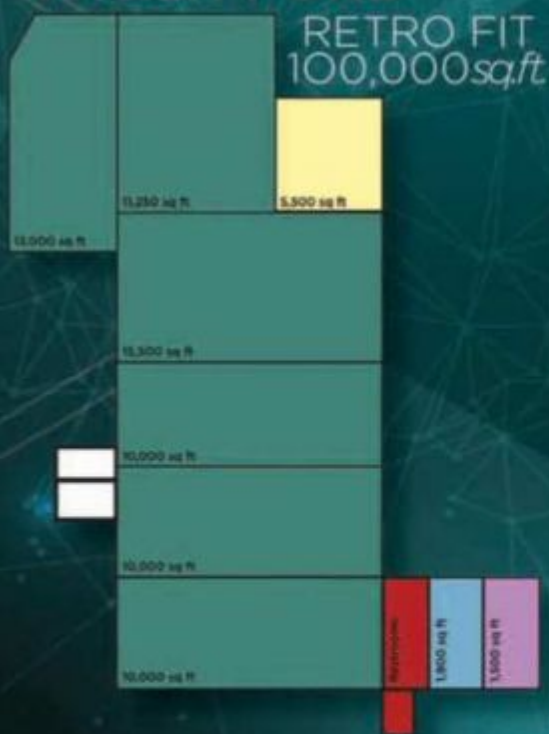 RETRO FIT
100,000sq.ft.
11,250 sq ft
5,500 sq ft
13,000 sq ft
15,500 sq ft
10,000 sq ft
10,000 sq ft
10,000 sq ft
Restrooms
1,800 sq ft
1,500 sq ft